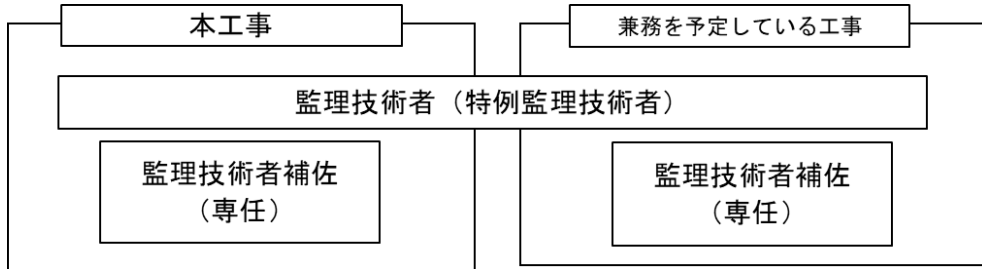 本工事
兼務を予定している工事
監理技術者（特例監理技術者）
監理技術者補佐
（専任）
監理技術者補佐
（専任）